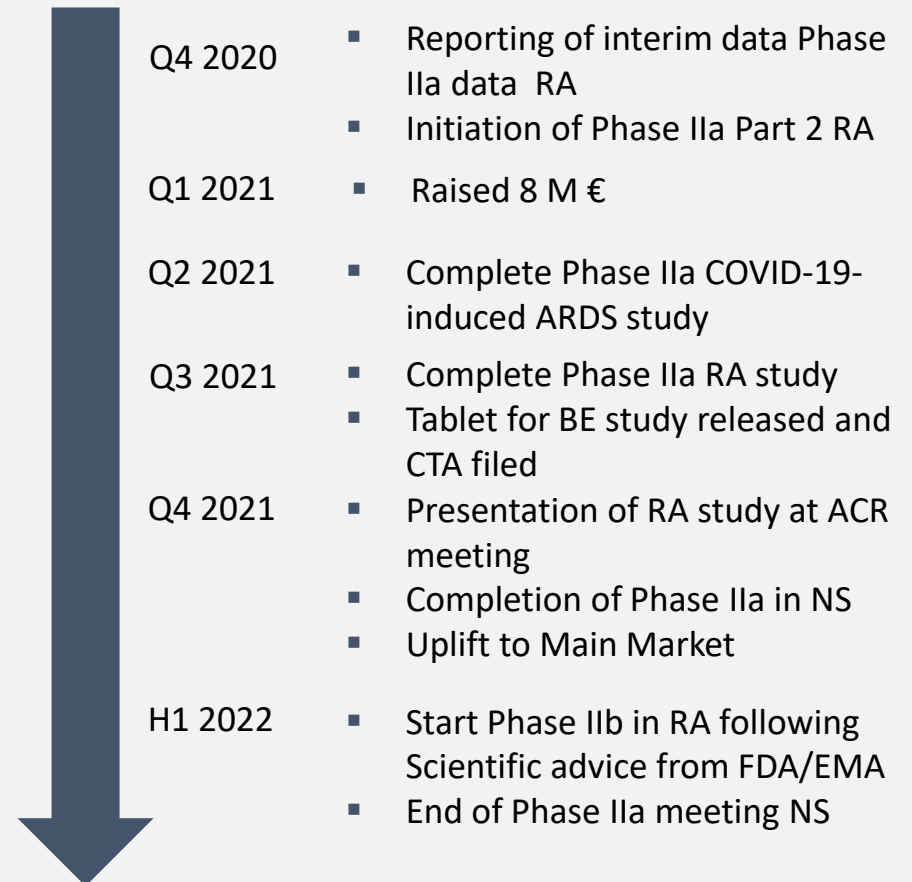 Q4 2020
▪ Reporting of interim data Phase
IIa data  RA
▪ Initiation of Phase IIa Part 2 RA
Q1 2021
▪ Raised 8 M €
Q2 2021
▪ Complete Phase IIa COVID-19-
induced ARDS study
Q3 2021
▪ Complete Phase IIa RA study
▪ Tablet for BE study released and
CTA filed
Q4 2021
▪ Presentation of RA study at ACR
meeting
▪ Completion of Phase IIa in NS
▪ Uplift to Main Market
H1 2022
▪ Start Phase IIb in RA following
Scientific advice from FDA/EMA
▪ End of Phase IIa meeting NS